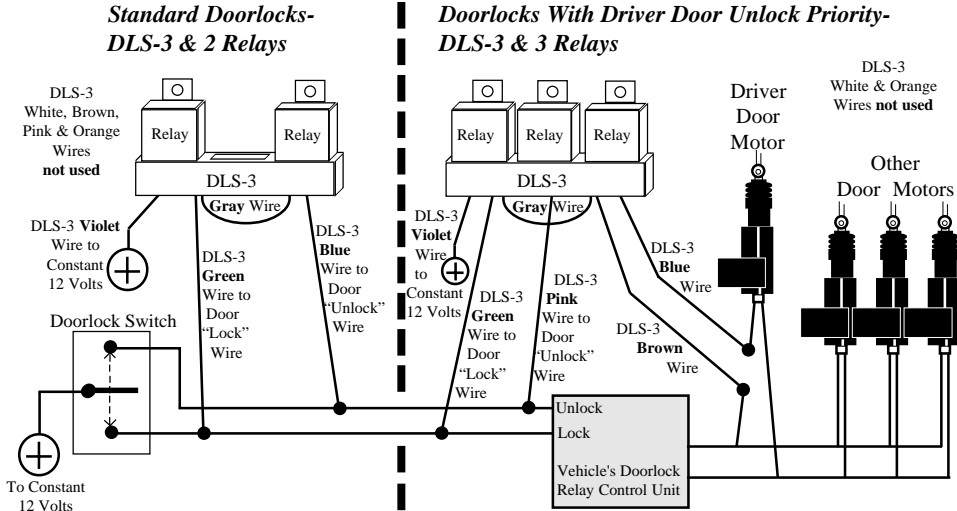 Standard Doorlocks-
DLS-3 & 2 Relays
DLS-3
White, Brown,
Pink & Orange
Wires
not used
Relay
Relay
DLS-3
Gray Wire
DLS-3 Violet
Wire to
Constant
12 Volts
DLS-3
Green
Wire to
Door
“Lock”
Wire
DLS-3
Blue
Wire to
Door
“Unlock”
Wire
Doorlock Switch
To Constant
12 Volts
Doorlocks With Driver Door Unlock Priority-
DLS-3 & 3 Relays
Relay
Relay
Relay
DLS-3
Gray Wire
DLS-3
Violet
Wire
to
Constant
12 Volts
DLS-3
Green
Wire to
Door
“Lock”
Wire
DLS-3
Pink
Wire to
Door
“Unlock”
Wire
DLS-3
Blue
Wire
DLS-3
Brown
Wire
Driver
Door
Motor
DLS-3
White & Orange
Wires not used
Other
Door Motors
Unlock
Lock
Vehicle's Doorlock
Relay Control Unit